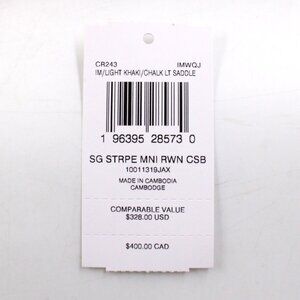 CR243 IMWQJ
IM/LIGHT KHAKI/CHALK LT SADDLE
1 96395 28573 0
SG STRPE MNI RWN CSB
10011319JAX
MADE IN CAMBODIA
CAMBODGE
COMPARABLE VALUE
$328.00 USD
$400.00 CAD